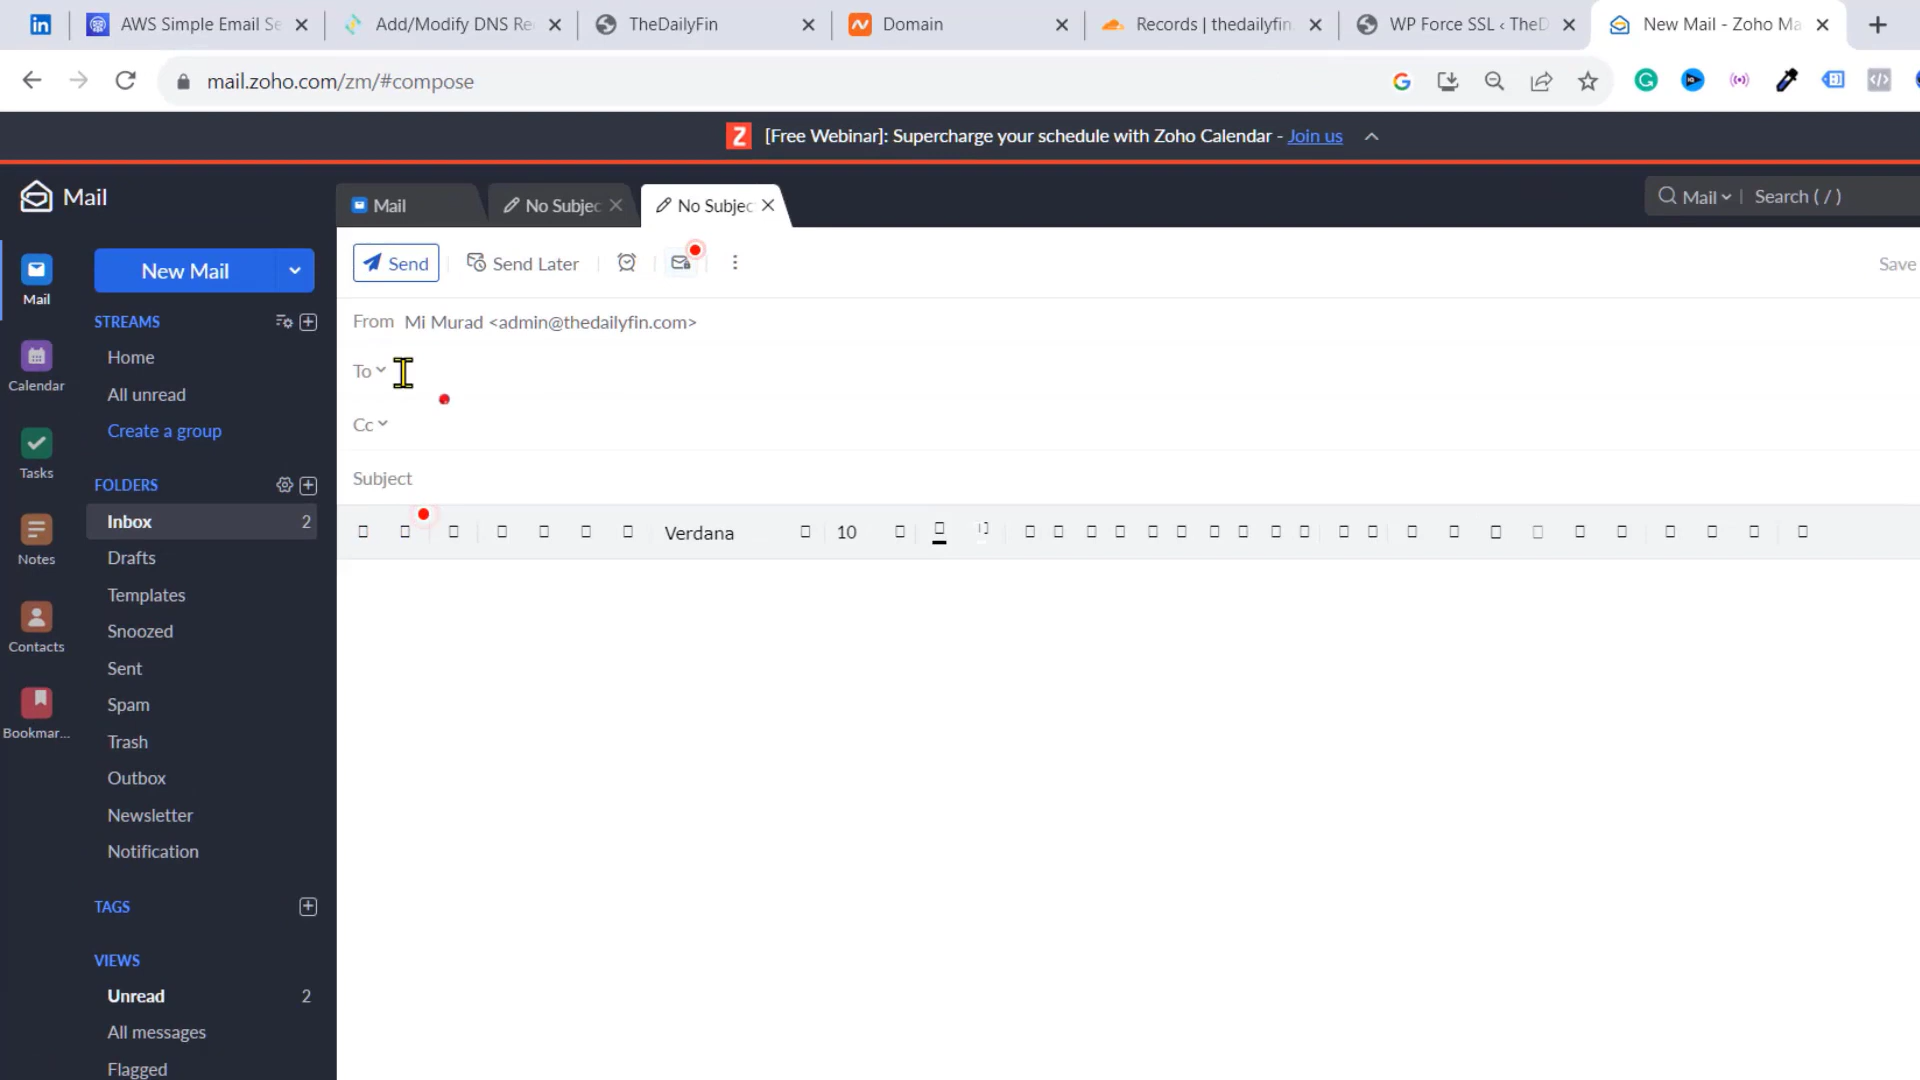 AWS Simple Email Se
Add/Modify DNS Re
TheDailyFin
Domain
Records | thedailyfin.
WP Force SSL ‹ TheD
New Mail - Zoho Ma
mail.zoho.com/zm/#compose
[Free Webinar]: Supercharge your schedule with Zoho Calendar - Join us
Mail
Mail
No Subjec
No Subjec
Mail
Search ( / )
New Mail
Send
Send Later
Save
Mail
STREAMS
From Mi Murad <admin@thedailyfin.com>
Home
To
Calendar
All unread
Cc
Create a group
Tasks
Subject
FOLDERS
Inbox 2
Verdana
10
Notes
Drafts
Templates
Snoozed
Contacts
Sent
Spam
Bookmar...
Trash
Outbox
Newsletter
Notification
TAGS
VIEWS
Unread 2
All messages
Flagged